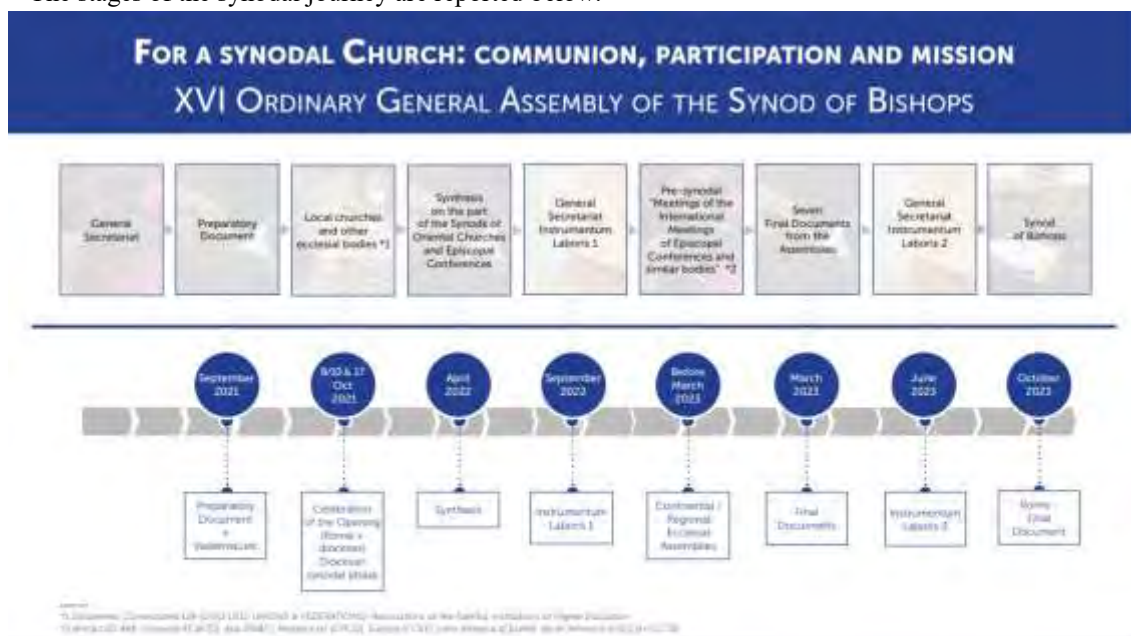 The stages of the synodal journey are reported below:
FOR A SYNODAL CHURCH: COMMUNION, PARTICIPATION AND MISSION
XVI ORDINARY GENERAL ASSEMBLY OF THE SYNOD OF BISHOPS
General
Secretariat
Preparatory
Document
Local churches
and other
ecclesial bodies *1
Synthesis
on the part
of the Synods of
Oriental Churches
and Episcopal
Conferences
General
Secretariat
Instrumentum
Laboris 1
Pre-synodal
"Meetings of the
International
Meetings
of Episcopal
Conferences and
similar bodies" *2
Seven
Final Documents
from the
Assemblies
General
Secretariat
Instrumentum
Laboris 2
Synod
of Bishops
September
2021
9/10 & 17
Oct
2021
April
2022
September
2022
Before
March
2023
March
2023
June
2023
October
2023
Preparatory
Document
+
Vademecum
Celebration
of the Opening
(Rome +
dioceses)
Diocesan
synodal phase
Synthesis
Instrumentum
Laboris 1
Continental /
Regional
Ecclesial
Assemblies
Final
Documents
Instrumentum
Laboris 2
Rome
Final
Document